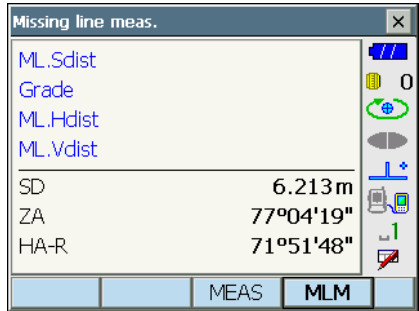 Missing line meas.
ML.Sdist
Grade
ML.Hdist
ML.Vdist
SD 6.213 m
ZA 77°04'19"
HA-R 71°51'48"
MEAS MLM
0
1